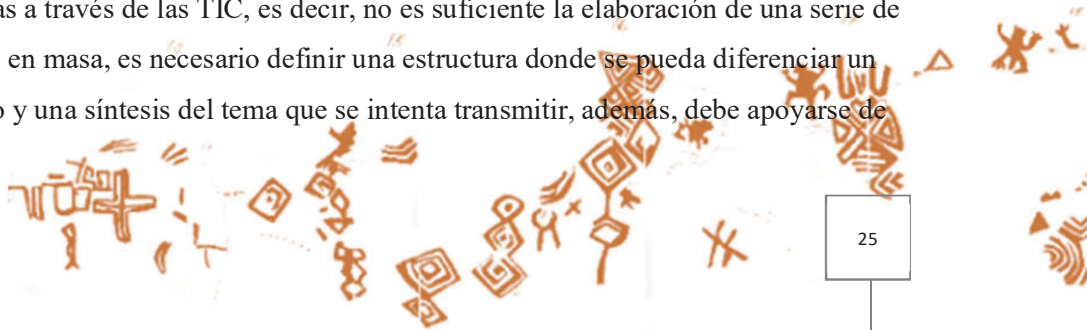 as a través de las TIC, es decir, no es suficiente la elaboración de una serie de
en masa, es necesario definir una estructura donde se pueda diferenciar un
o y una síntesis del tema que se intenta transmitir, además, debe apoyarse de
25